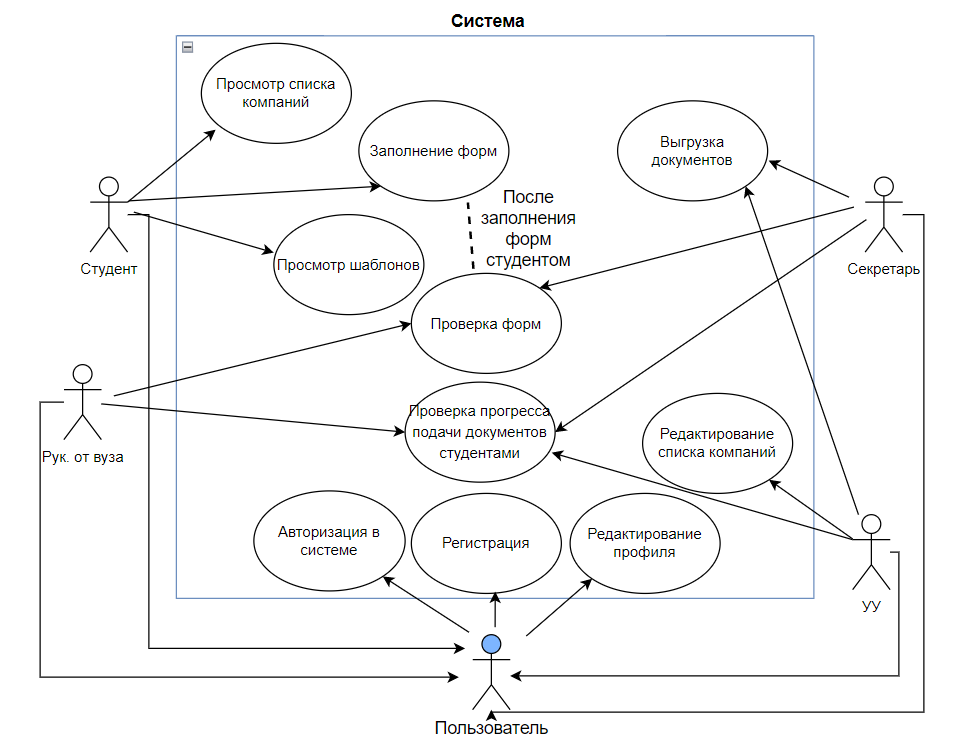 Система
Просмотр списка
компаний
Заполнение форм
Выгрузка
документов
После
заполнения
форм
студентом
Студент
Просмотр шаблонов
Секретарь
Проверка форм
Рук. от вуза
Проверка прогресса
подачи документов
студентами
Редактирование
списка компаний
Авторизация в
системе
Регистрация
Редактирование
профиля
УУ
Пользователь